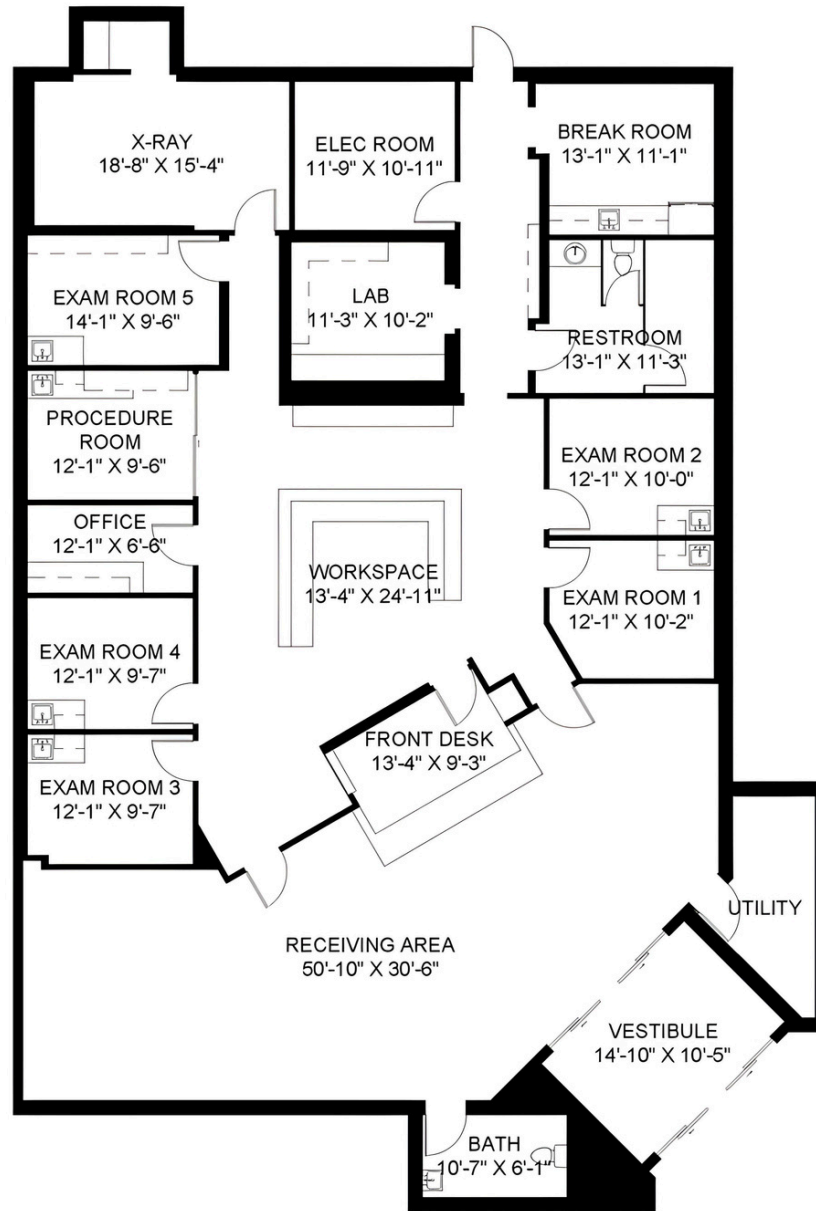 X-RAY
18'-8" X 15'-4"
ELEC ROOM
11'-9" X 10'-11"
BREAK ROOM
13'-1" X 11'-1"
EXAM ROOM 5
14'-1" X 9'-6"
LAB
11'-3" X 10'-2"
RESTROOM
13'-1" X 11'-3"
PROCEDURE
ROOM
12'-1" X 9'-6"
EXAM ROOM 2
12'-1" X 10'-0"
OFFICE
12'-1" X 6'-6"
WORKSPACE
13'-4" X 24'-11"
EXAM ROOM 1
12'-1" X 10'-2"
EXAM ROOM 4
12'-1" X 9'-7"
FRONT DESK
13'-4" X 9'-3"
EXAM ROOM 3
12'-1" X 9'-7"
UTILITY
RECEIVING AREA
50'-10" X 30'-6"
VESTIBULE
14'-10" X 10'-5"
BATH
10'-7" X 6'-1"